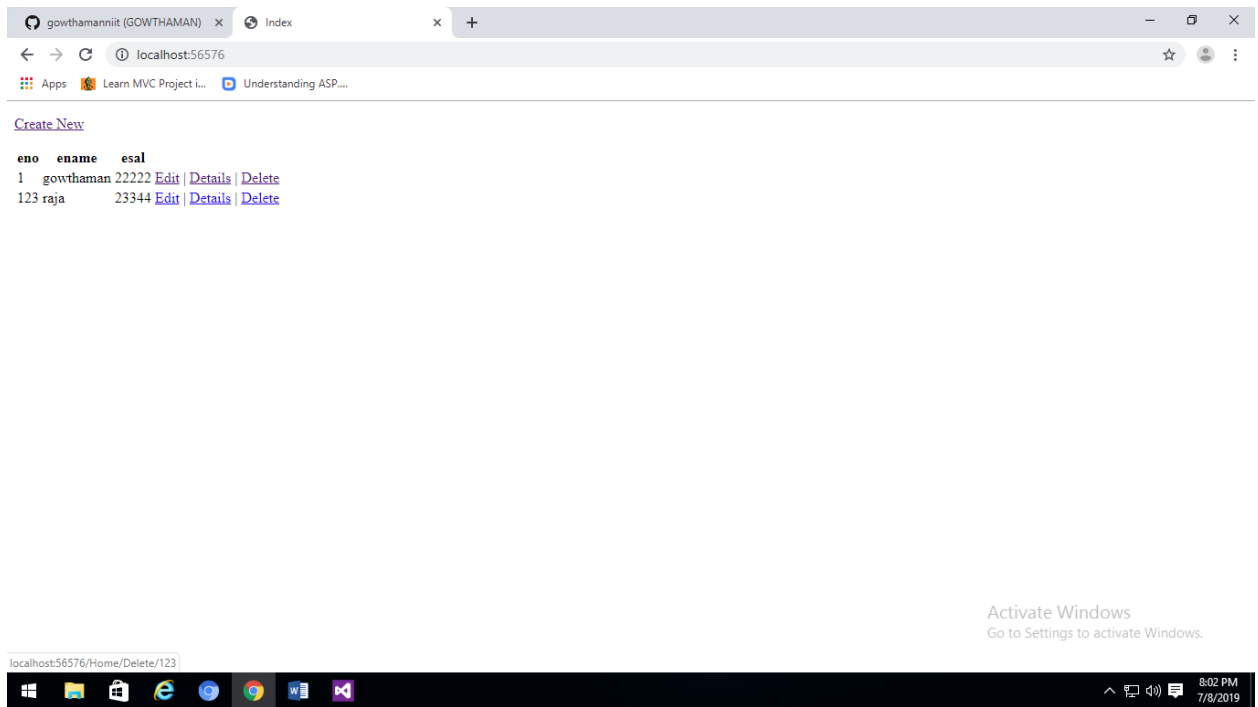 gowthamanniit (GOWTHAMAN)
Index
localhost:56576
Apps Learn MVC Project i... Understanding ASP....
Create New
eno ename esal
1 gowthaman 22222 Edit | Details | Delete
123 raja 23344 Edit | Details | Delete
Activate Windows
Go to Settings to activate Windows.
localhost:56576/Home/Delete/123
8:02 PM
7/8/2019